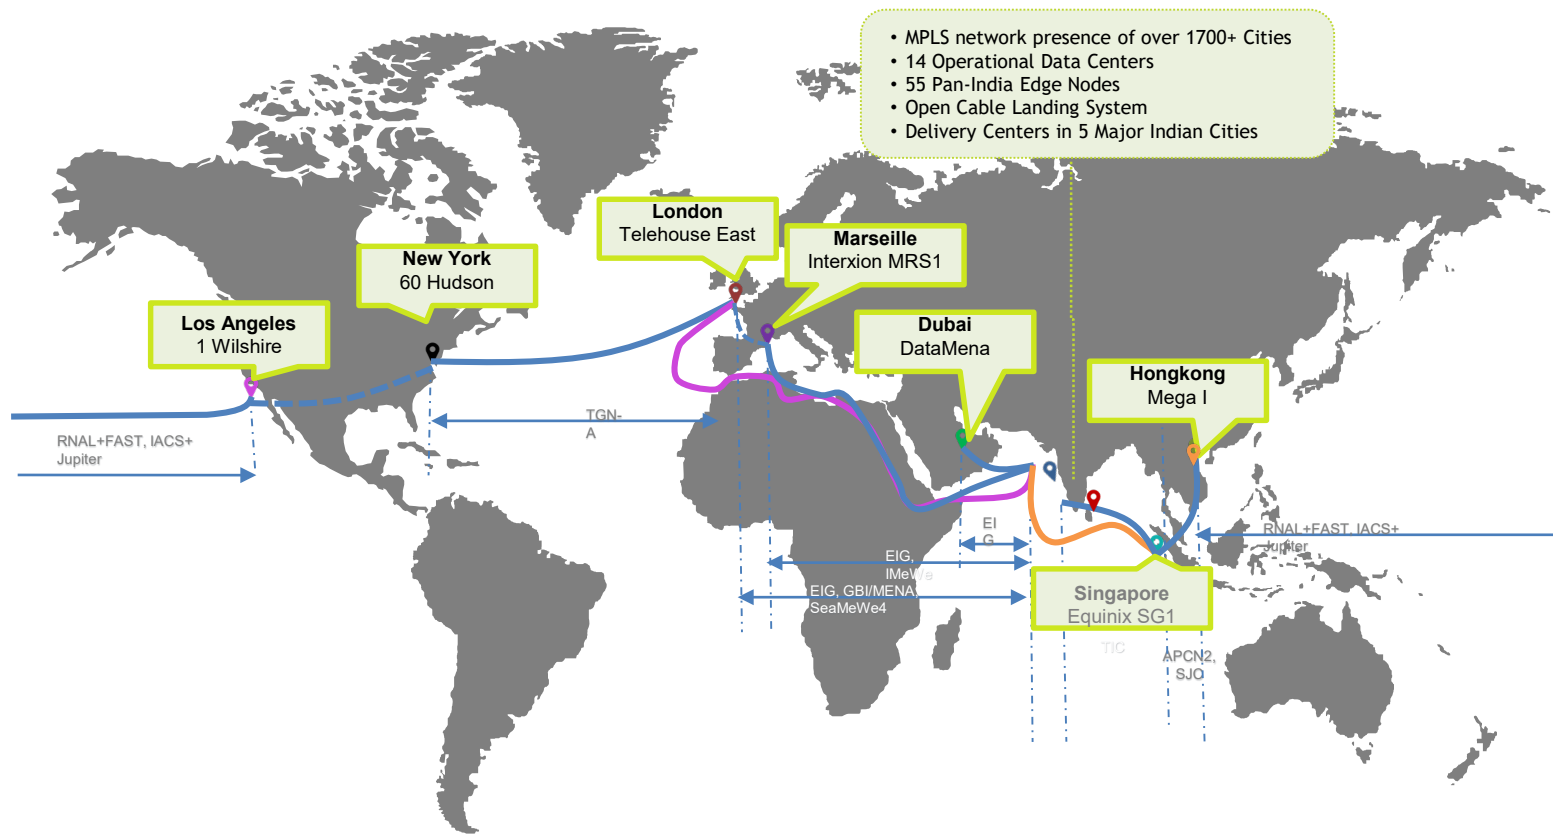 • MPLS network presence of over 1700+ Cities
• 14 Operational Data Centers
• 55 Pan-India Edge Nodes
• Open Cable Landing System
• Delivery Centers in 5 Major Indian Cities
London
Telehouse East
Marseille
Interxion MRS1
New York
60 Hudson
Los Angeles
1 Wilshire
Dubai
DataMena
Hongkong
Mega I
TGN-
A
RNAL+FAST, IACS+
Jupiter
EI
G
RNAL+FAST, IACS+
Jupiter
EIG,
IMeWe
EIG, GBI/MENA,
SeaMeWe4
Singapore
Equinix SG1
TIC
APCN2,
SJC